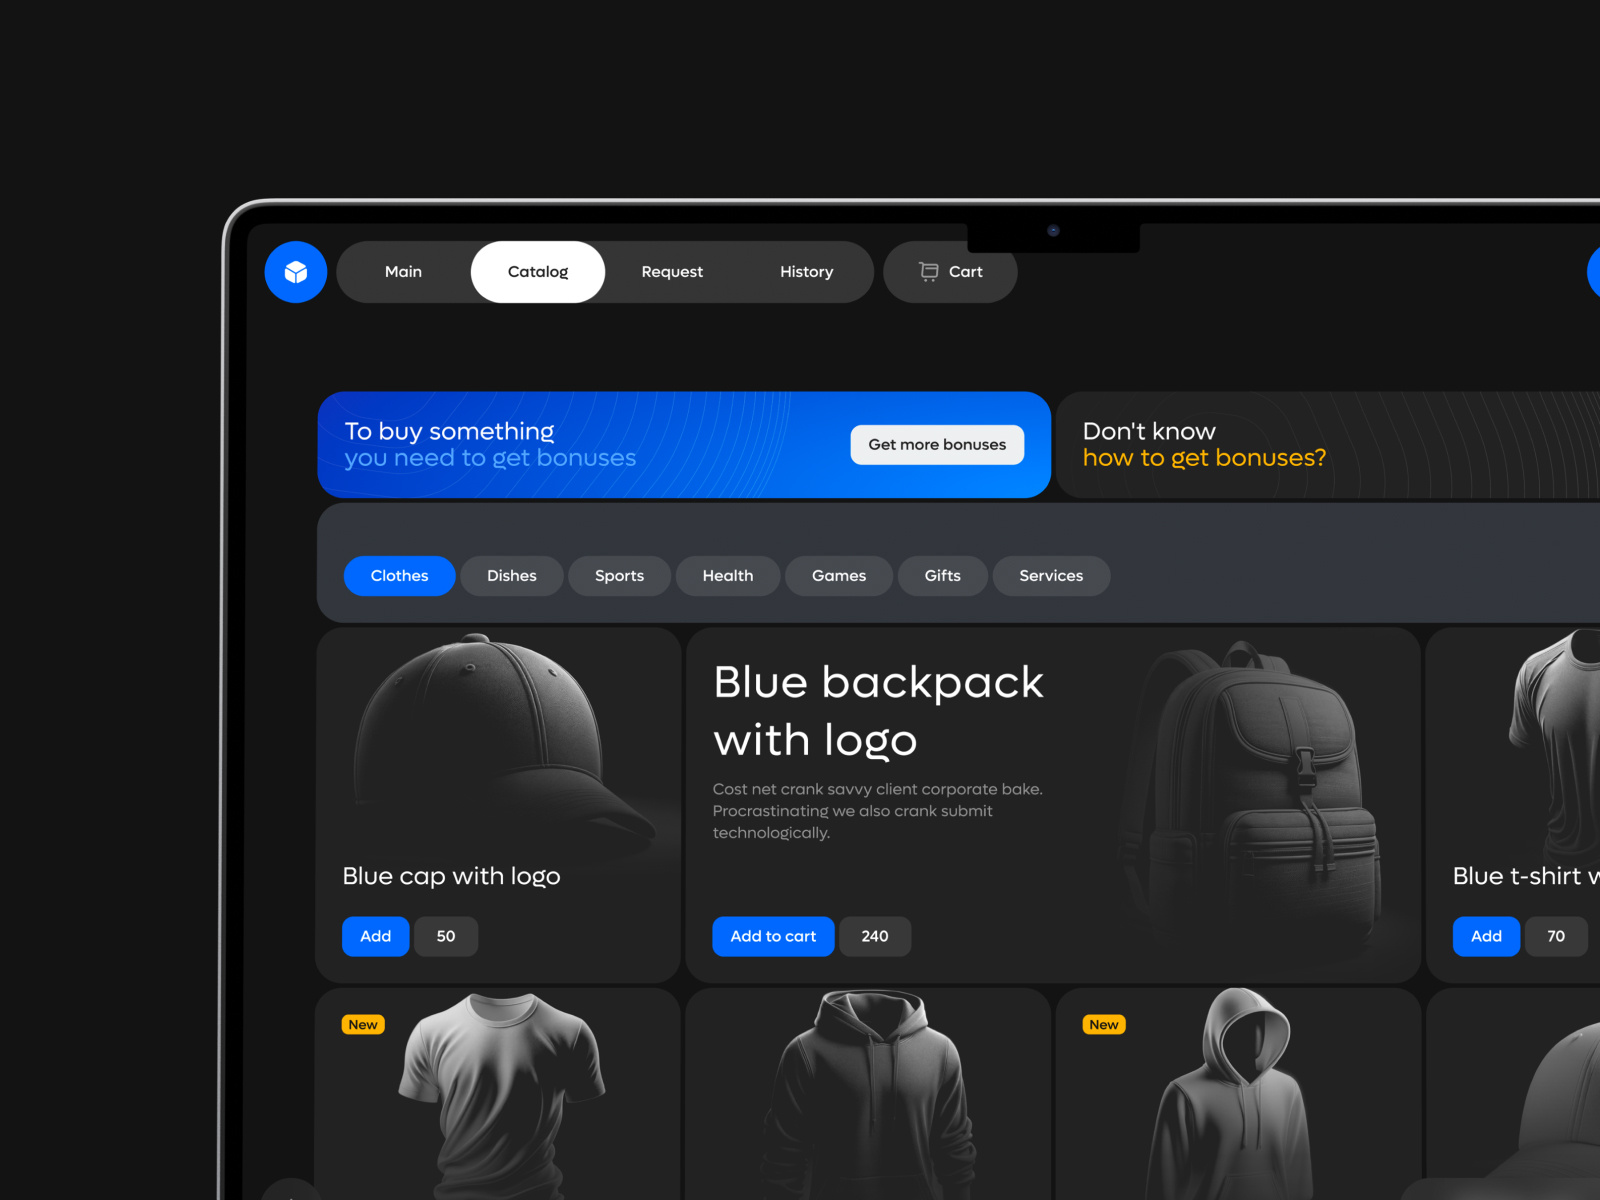 Main
Catalog
Request
History
Cart
To buy something
you need to get bonuses
Get more bonuses
Don't know
how to get bonuses?
Clothes
Dishes
Sports
Health
Games
Gifts
Services
Blue cap with logo
Add
50
Blue backpack
with logo
Cost net crank savvy client corporate bake.
Procrastinating we also crank submit
technologically.
Add to cart
240
Blue t-shirt
Add
70
New
New